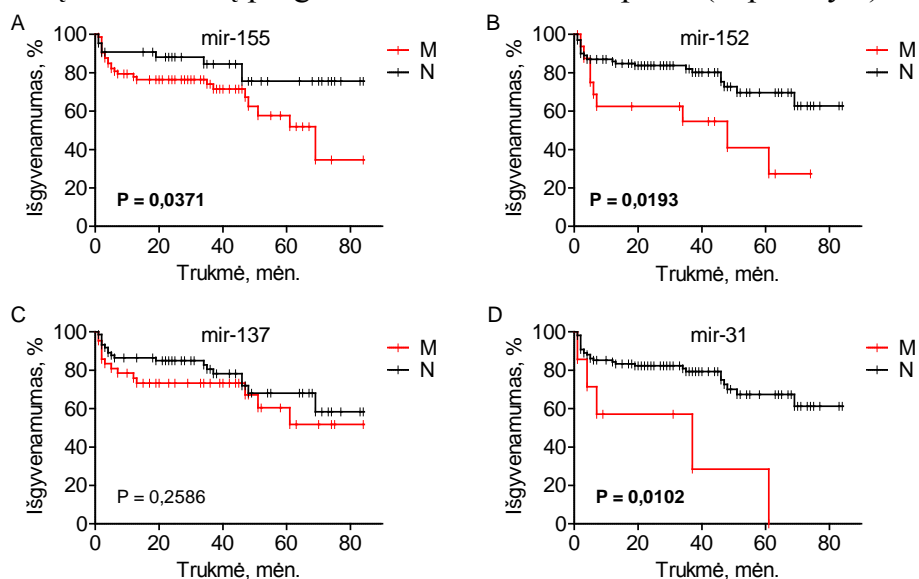 A
mir-155
Išgyvenamumas, %
100
80
60
40
20
0
M
N
P = 0,0371
0 20 40 60 80
Trukmė, mėn.
B
mir-152
Išgyvenamumas, %
100
80
60
40
20
0
M
N
P = 0,0193
0 20 40 60 80
Trukmė, mėn.
C
mir-137
Išgyvenamumas, %
100
80
60
40
20
0
M
N
P = 0,2586
0 20 40 60 80
Trukmė, mėn.
D
mir-31
Išgyvenamumas, %
100
80
60
40
20
0
M
N
P = 0,0102
0 20 40 60 80
Trukmė, mėn.